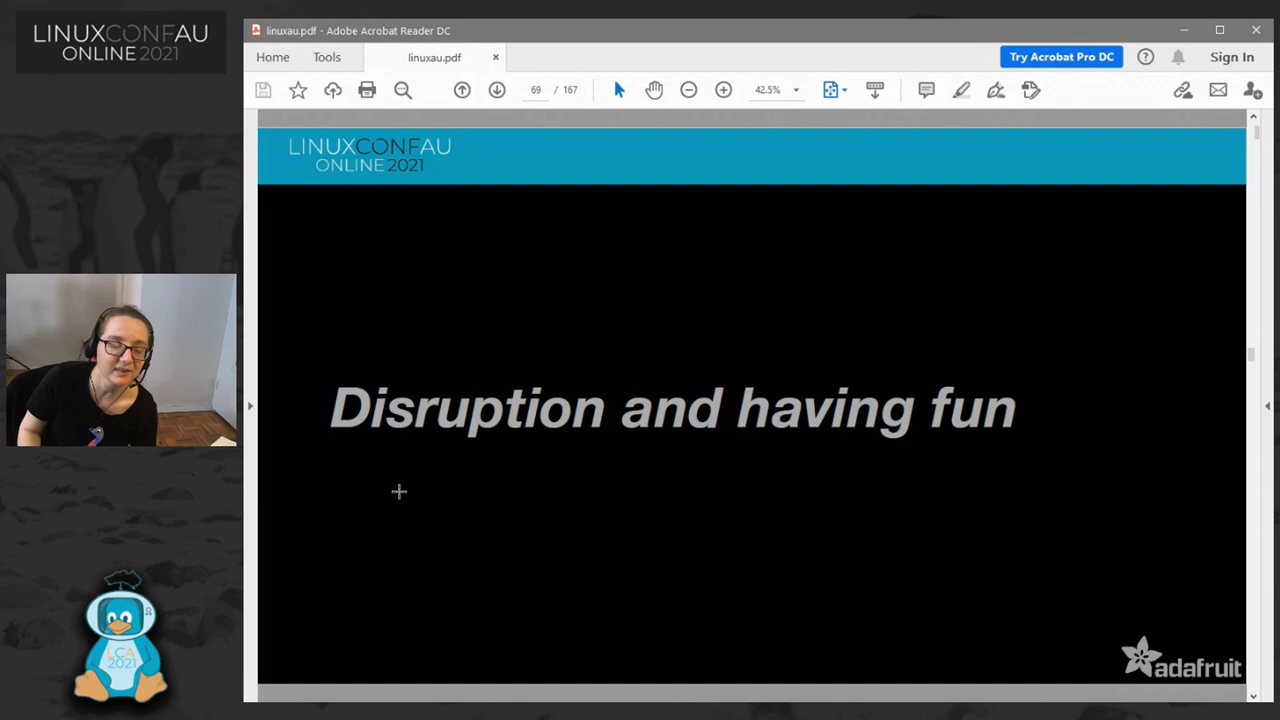 LINUXCONFAU
ONLINE 2021
linuxau.pdf - Adobe Acrobat Reader DC
Home
Tools
linuxau.pdf
Try Acrobat Pro DC
Sign In
69 / 167
42.5%
LINUXCONFAU
ONLINE 2021
Disruption and having fun
LCA
2021
adafruit